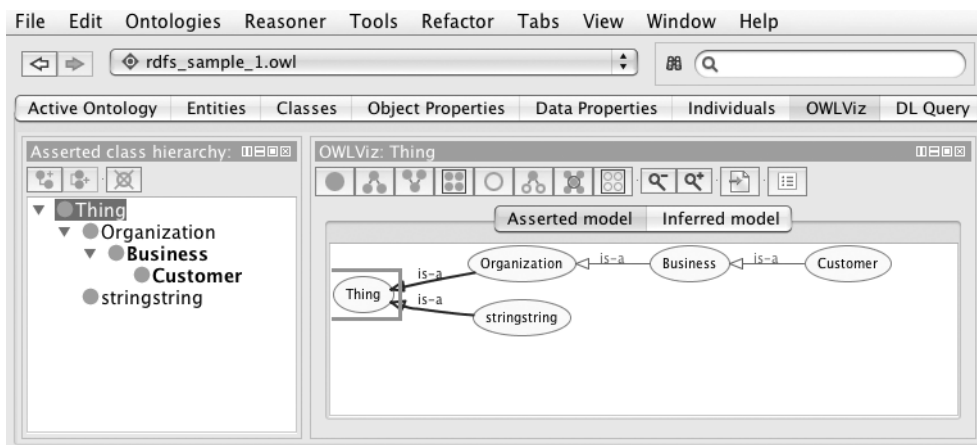 File Edit Ontologies Reasoner Tools Refactor Tabs View Window Help
rdfs_sample_1.owl
Active Ontology Entities Classes Object Properties Data Properties Individuals OWLViz DL Query
Asserted class hierarchy:
Thing
Organization
Business
Customer
stringstring
OWLViz: Thing
Asserted model Inferred model
Organization is-a Business is-a Customer
is-a
Thing
is-a
stringstring